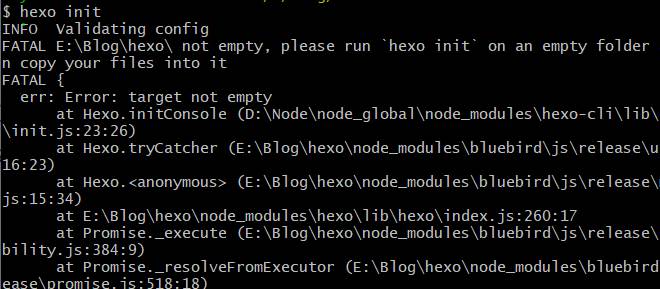 $ hexo init
INFO  Validating config
FATAL E:\Blog\hexo\ not empty, please run `hexo init` on an empty folder
n copy your files into it
FATAL {
  err: Error: target not empty
      at Hexo.initConsole (D:\Node\node_global\node_modules\hexo-cli\lib\
\init.js:23:26)
      at Hexo.tryCatcher (E:\Blog\hexo\node_modules\bluebird\js\release\u
16:23)
      at Hexo.<anonymous> (E:\Blog\hexo\node_modules\bluebird\js\release\
js:15:34)
      at E:\Blog\hexo\node_modules\hexo\lib\hexo\index.js:260:17
      at Promise._execute (E:\Blog\hexo\node_modules\bluebird\js\release\
bility.js:384:9)
      at Promise._resolveFromExecutor (E:\Blog\hexo\node_modules\bluebird
ease\promise.js:518:18)